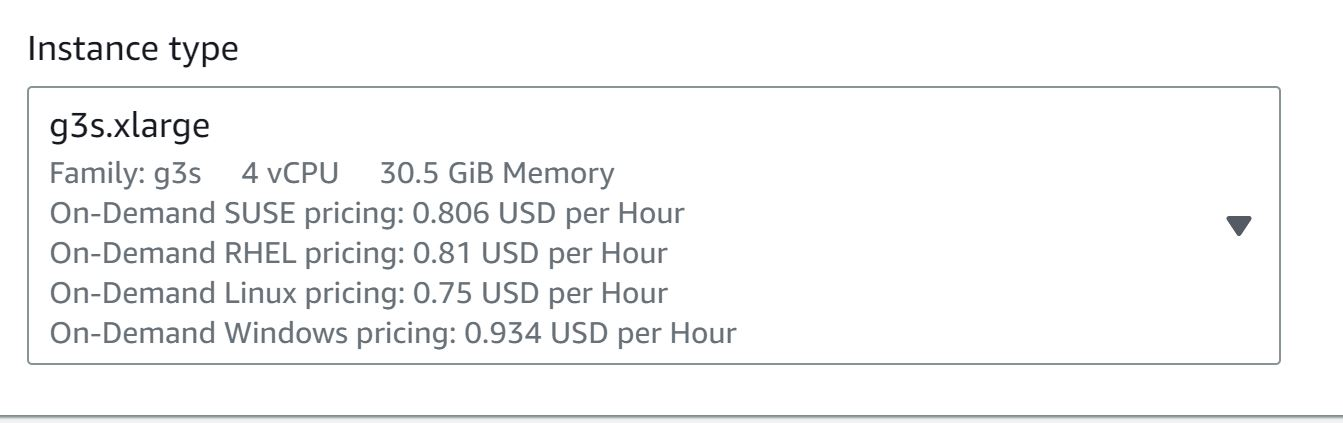 Instance type
g3s.xlarge
Family: g3s 4 vCPU 30.5 GiB Memory
On-Demand SUSE pricing: 0.806 USD per Hour
On-Demand RHEL pricing: 0.81 USD per Hour
On-Demand Linux pricing: 0.75 USD per Hour
On-Demand Windows pricing: 0.934 USD per Hour